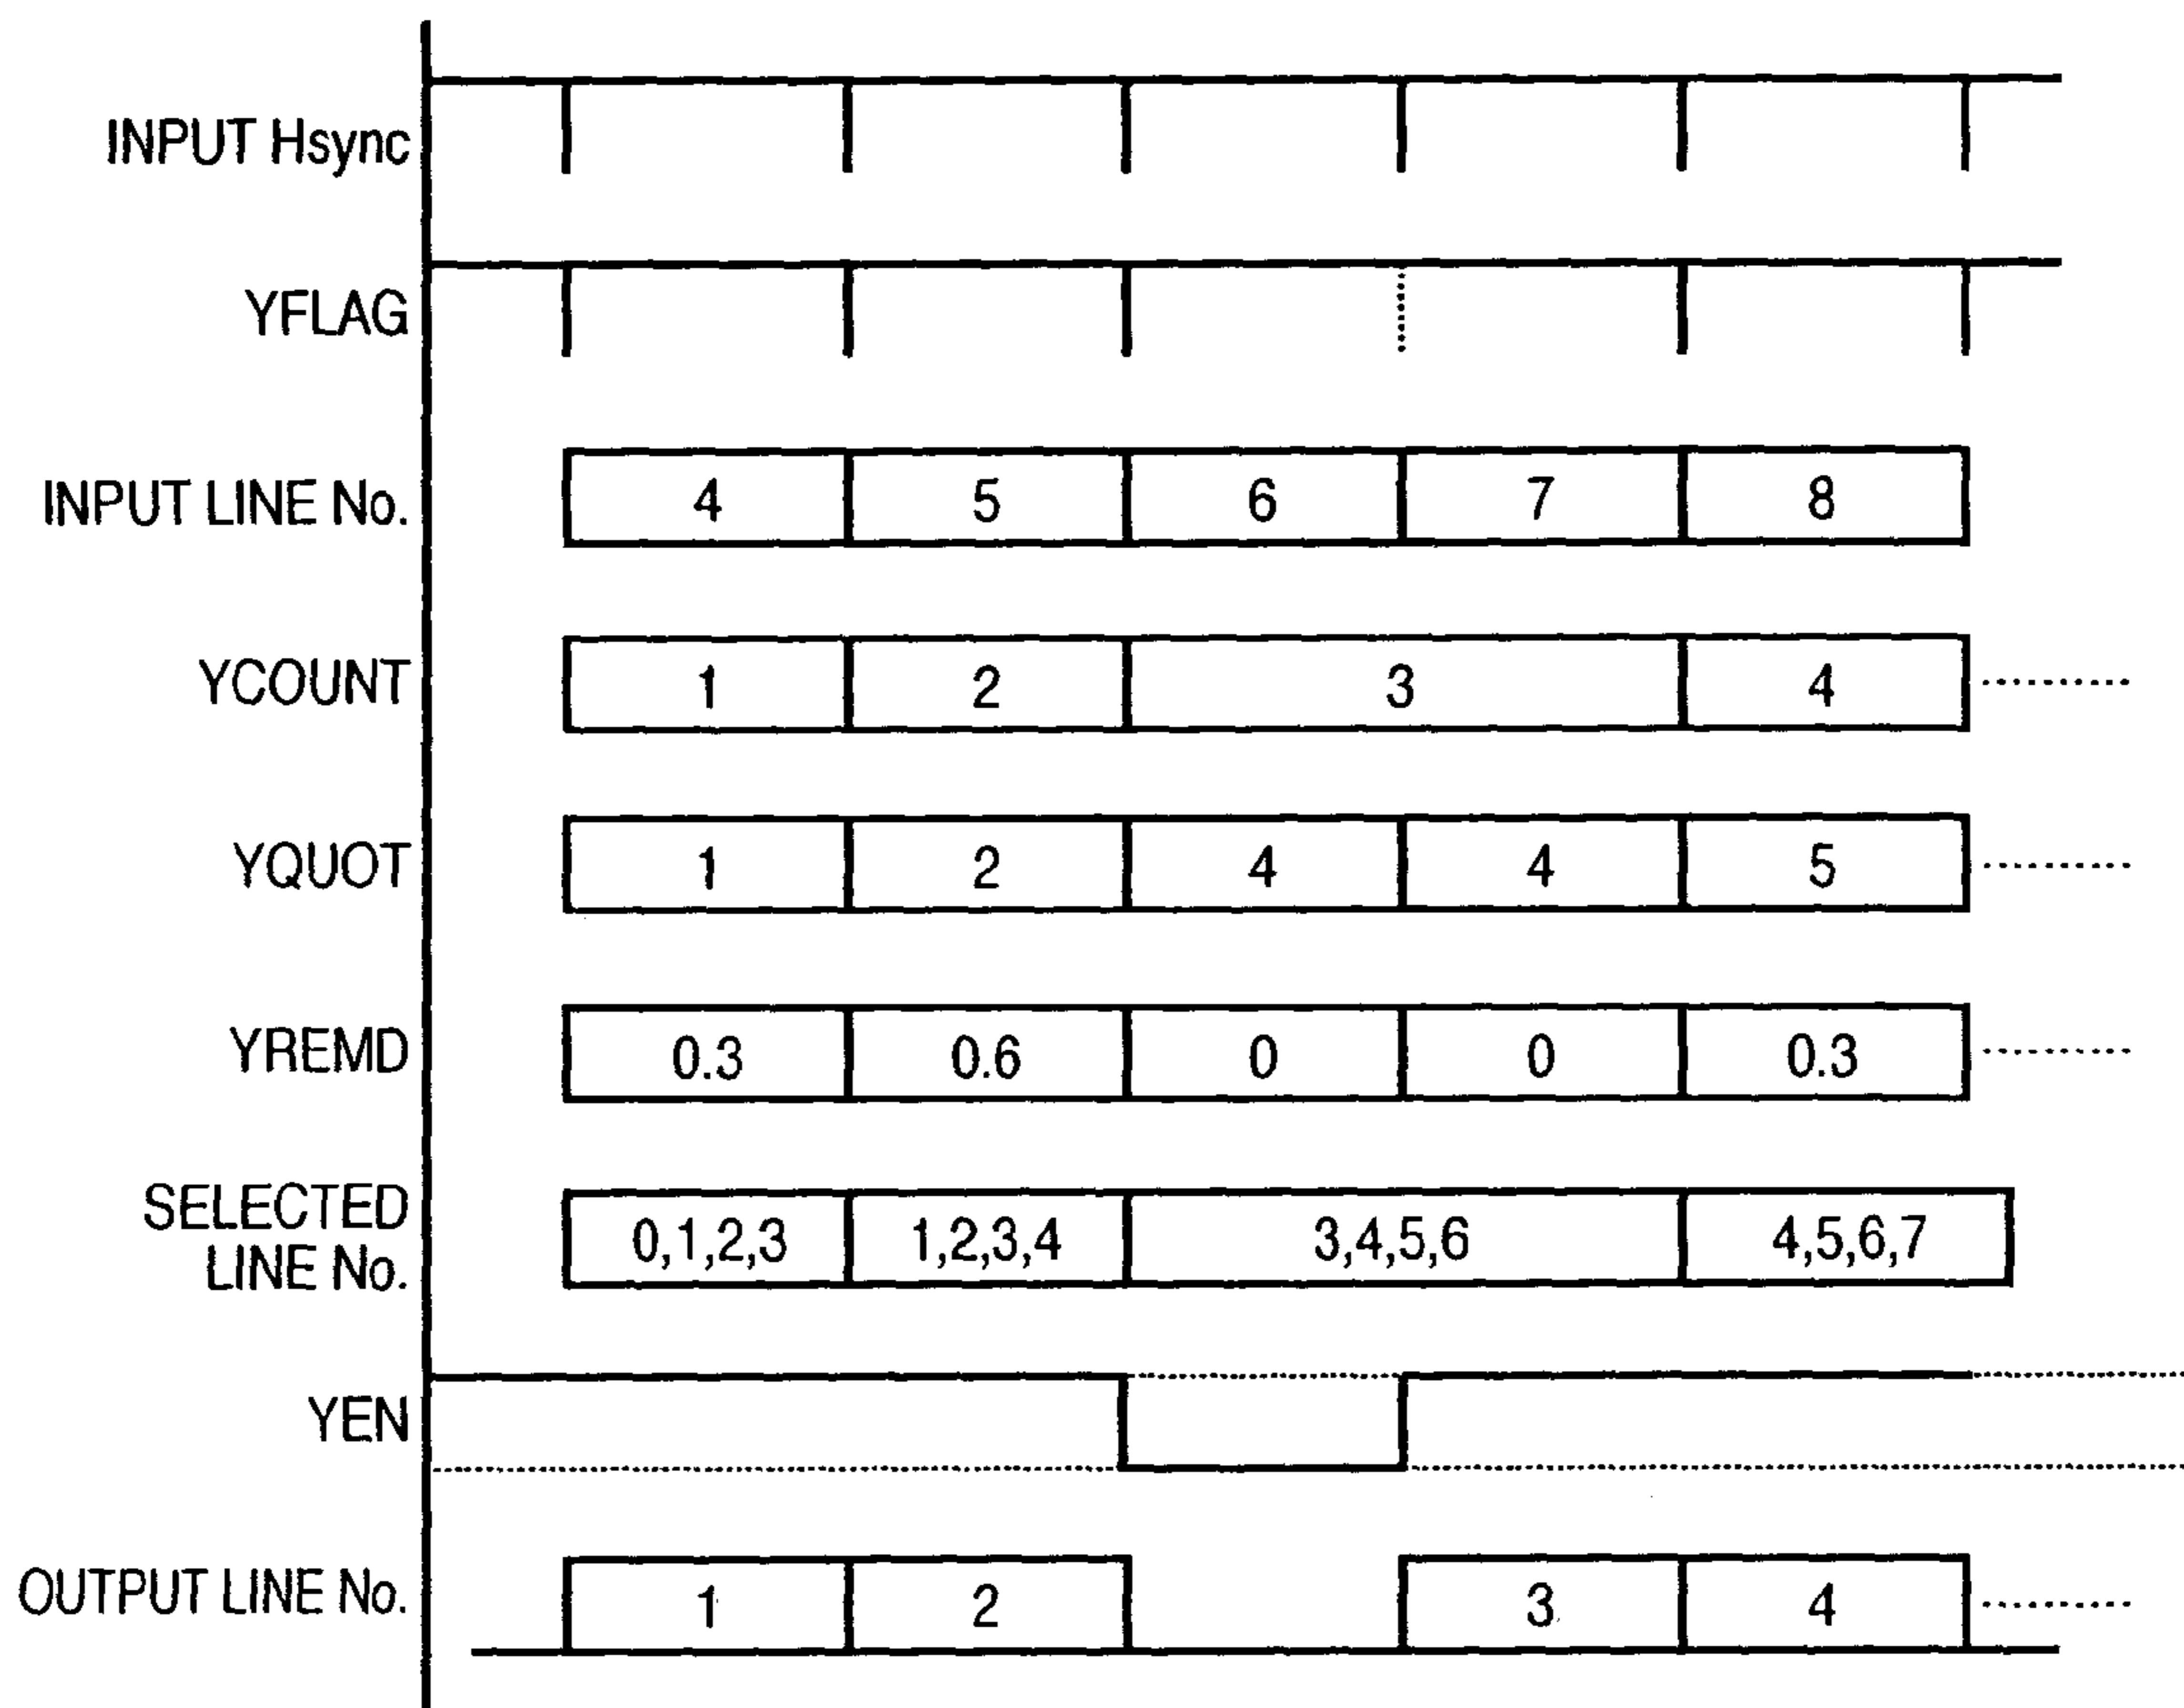 INPUT Hsync
YFLAG
INPUT LINE No. 4 5 6 7 8
YCOUNT 1 2 3 4
YQUOT 1 2 4 4 5
YREMD 0.3 0.6 0 0 0.3
SELECTED
LINE No. 0,1,2,3 1,2,3,4 3,4,5,6 4,5,6,7
YEN
OUTPUT LINE No. 1 2 3 4